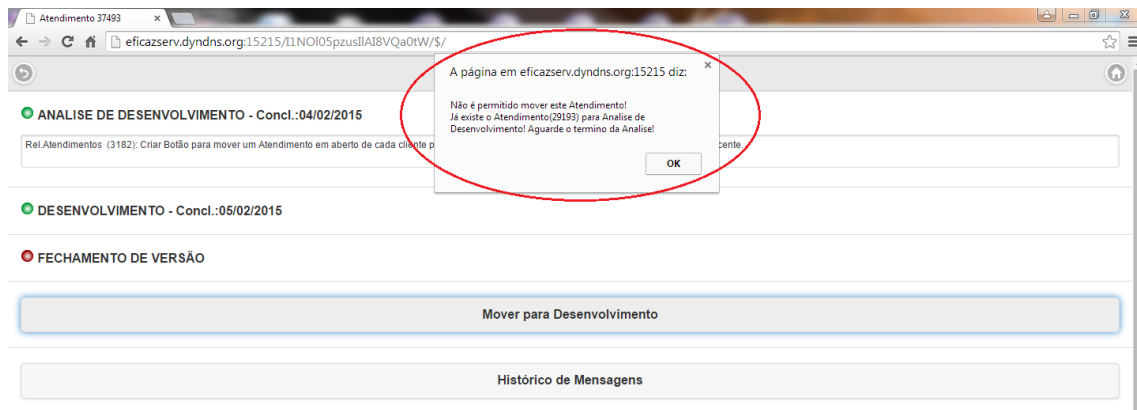 Atendimento 37493
eficazserv.dyndns.org:15215/I1NOl05pzusIlAI8VQa0tW/$/
A página em eficazserv.dyndns.org:15215 diz:
Não é permitido mover este Atendimento!
Já existe o Atendimento(29193) para Analise de
Desenvolvimento! Aguarde o termino da Analise!
OK
ANALISE DE DESENVOLVIMENTO - Concl.:04/02/2015
Rel.Atendimentos (3182): Criar Botão para mover um Atendimento em aberto de cada cliente p cente.
DESENVOLVIMENTO - Concl.:05/02/2015
FECHAMENTO DE VERSÃO
Mover para Desenvolvimento
Histórico de Mensagens